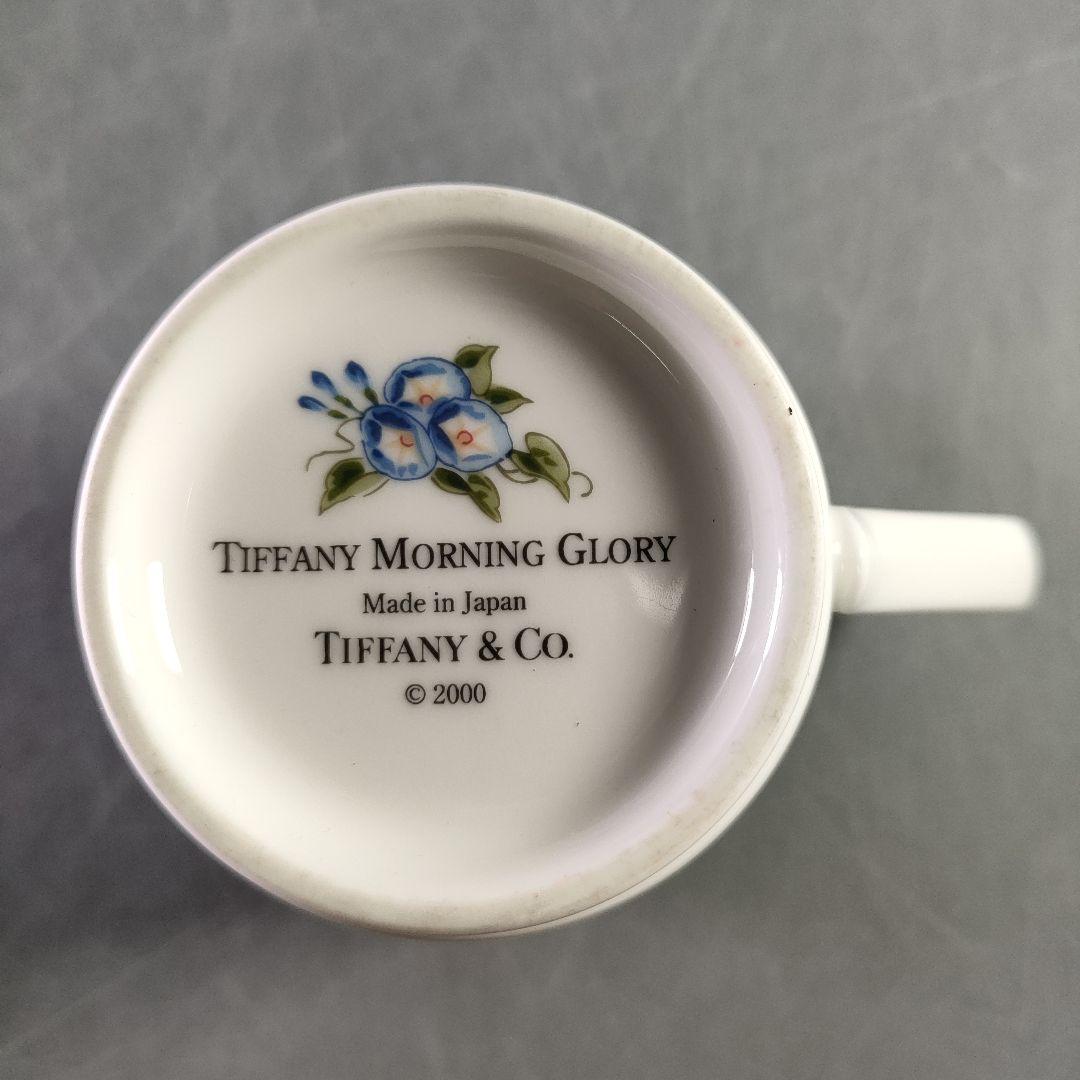 TIFFANY MORNING GLORY
Made in Japan
TIFFANY & CO.
© 2000